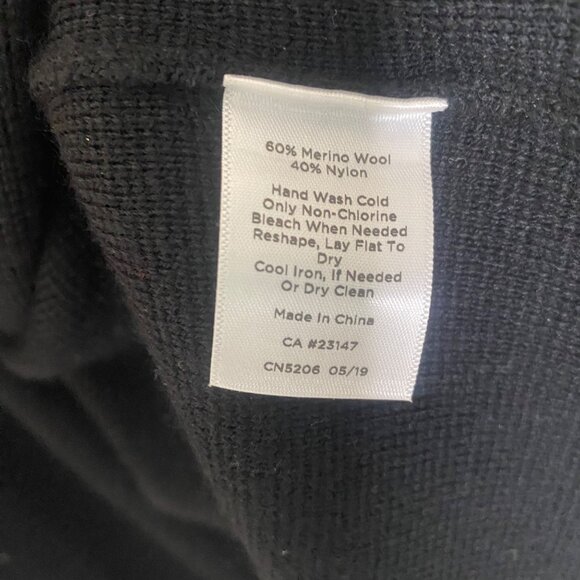 60% Merino Wool
40% Nylon
Hand Wash Cold
Only Non-Chlorine
Bleach When Needed
Reshape, Lay Flat To
Dry
Cool Iron, If Needed
Or Dry Clean
Made In China
CA #23147
CN5206 05/19